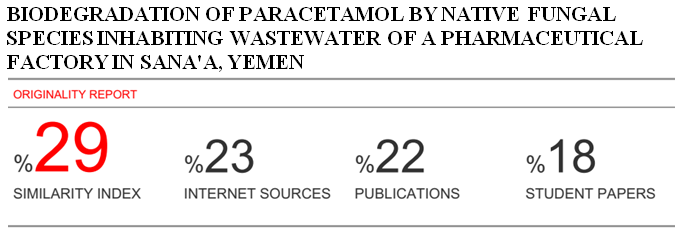 BIODEGRADATION OF PARACETAMOL BY NATIVE FUNGAL
SPECIES INHABITING WASTEWATER OF A PHARMACEUTICAL
FACTORY IN SANA'A, YEMEN
ORIGINALITY REPORT
%29 %23 %22 %18
SIMILARITY INDEX INTERNET SOURCES PUBLICATIONS STUDENT PAPERS